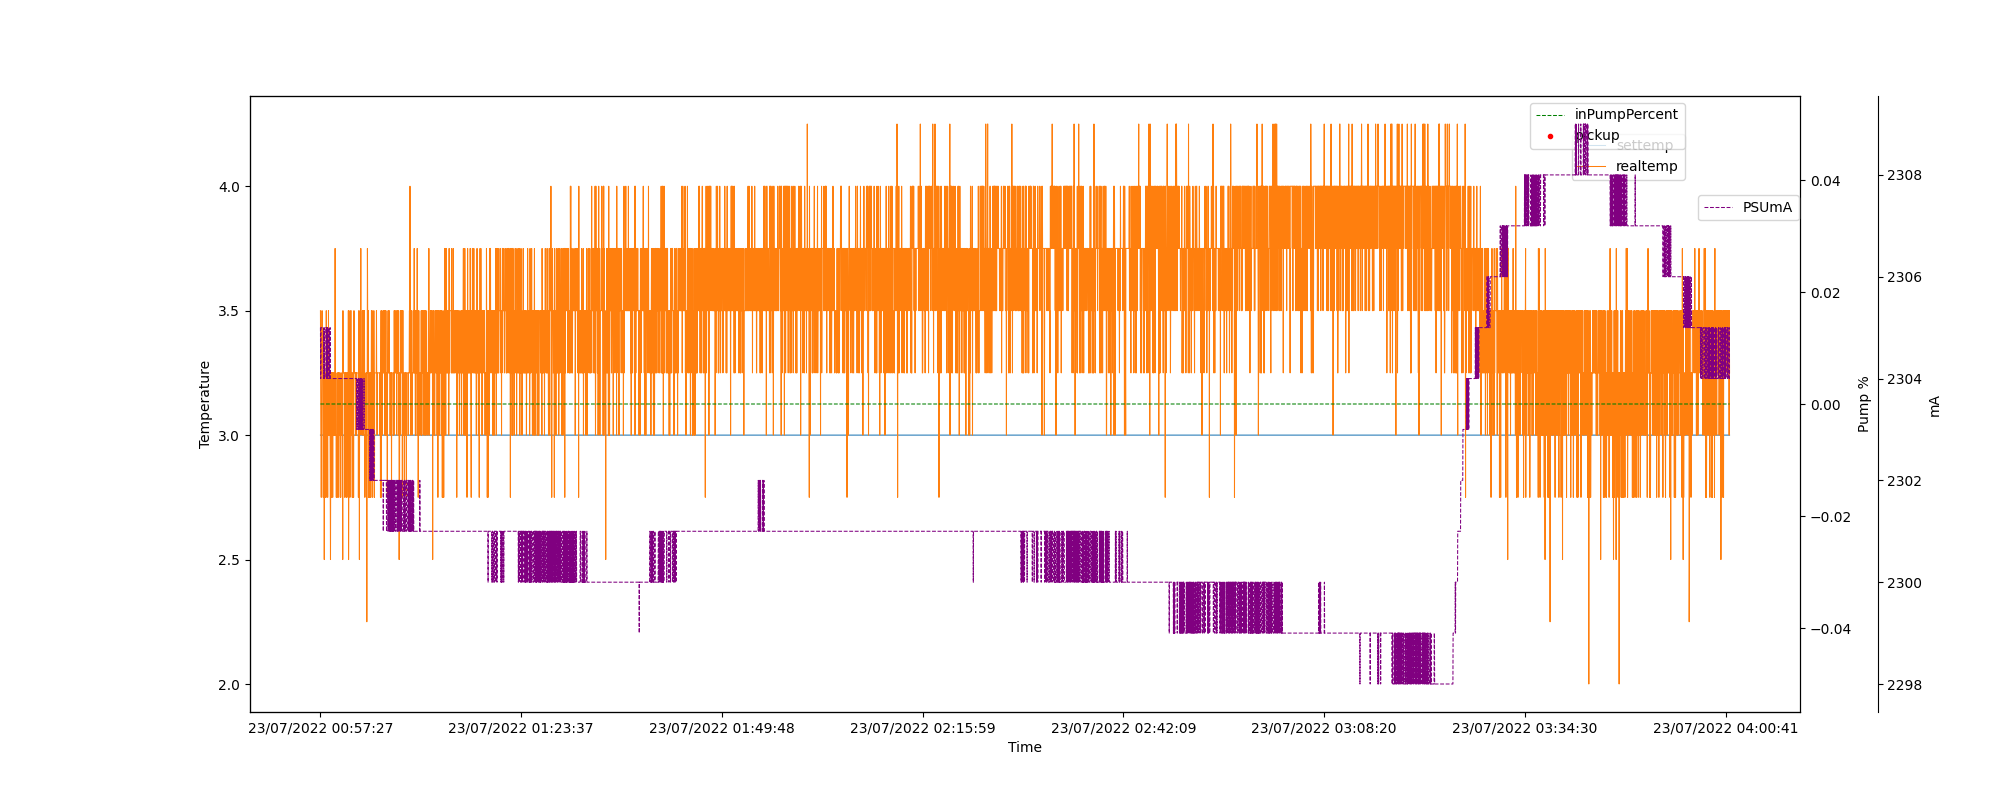 inPumpPercent
pickup
settemp
realtemp
PSUmA
4.0
3.5
3.0
2.5
2.0
Temperature
0.04
0.02
0.00
−0.02
−0.04
Pump %
2308
2306
2304
2302
2300
2298
mA
23/07/2022 00:57:27
23/07/2022 01:23:37
23/07/2022 01:49:48
23/07/2022 02:15:59
23/07/2022 02:42:09
23/07/2022 03:08:20
23/07/2022 03:34:30
23/07/2022 04:00:41
Time